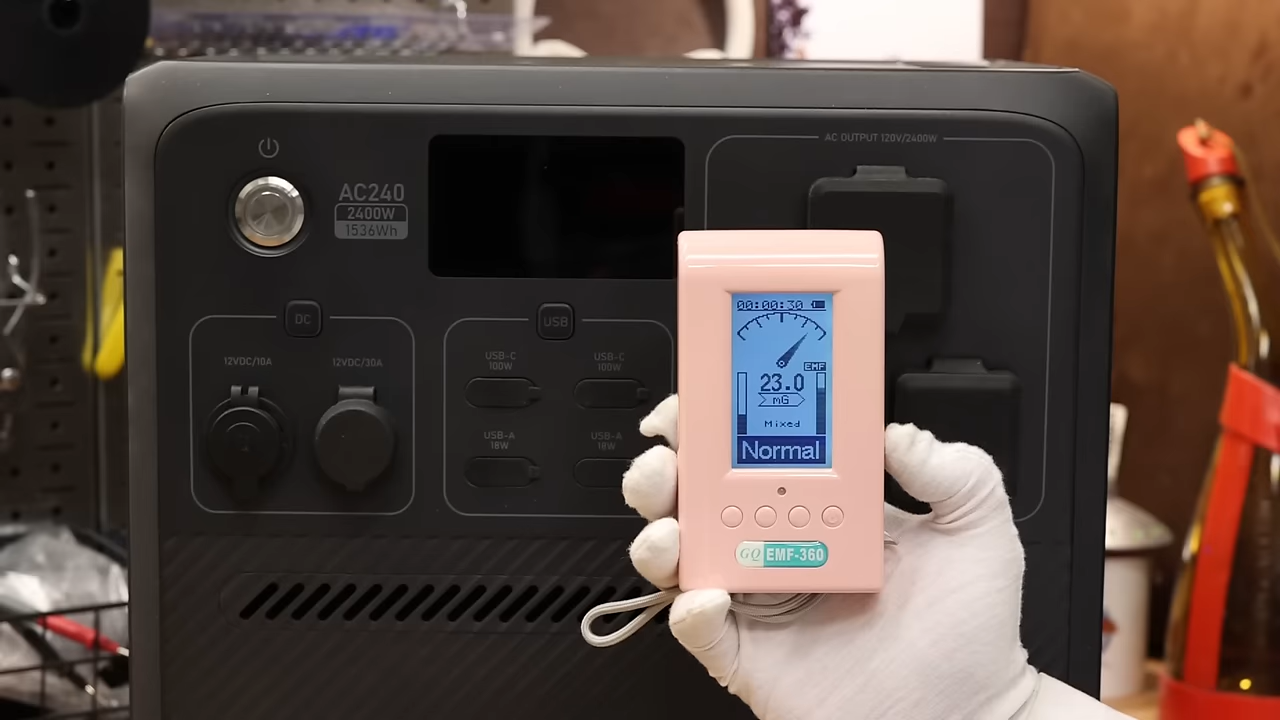 AC OUTPUT 120V/2400W
AC240
2400W
1536Wh
DC
USB
12VDC/10A
12VDC/30A
USB-C
100W
USB-C
100W
USB-A
18W
USB-A
18W
00:00:30
EMF
23.0
mG
Mixed
Normal
GQ EMF-360